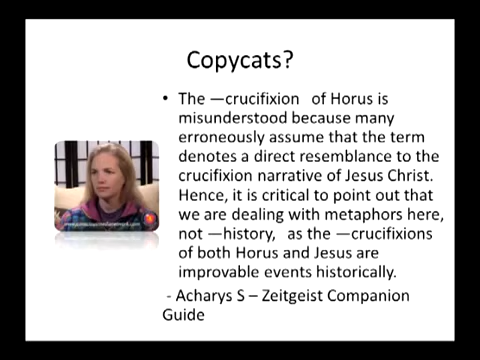 Copycats?
• The —crucifixion of Horus is
misunderstood because many
erroneously assume that the term
denotes a direct resemblance to the
crucifixion narrative of Jesus Christ.
Hence, it is critical to point out that
we are dealing with metaphors here,
not —history, as the —crucifixions
of both Horus and Jesus are
improvable events historically.
- Acharys S – Zeitgeist Companion
Guide